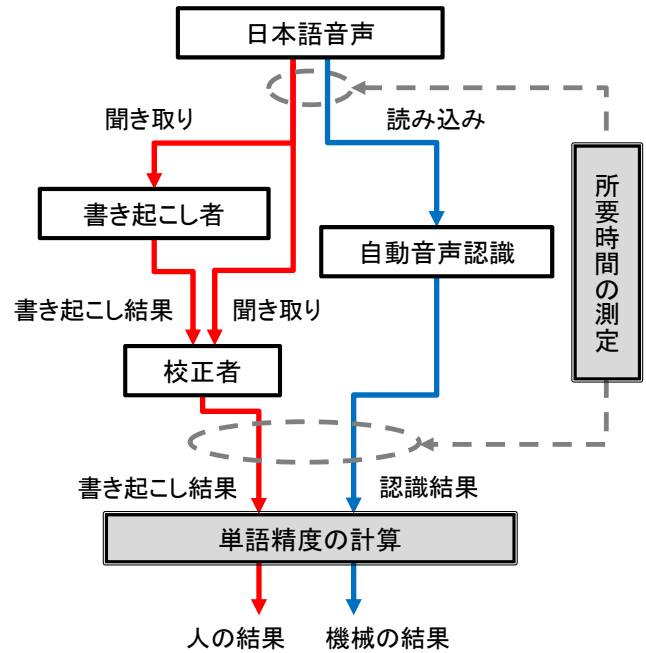 日本語音声
聞き取り
読み込み
書き起こし者
自動音声認識
所要時間の測定
書き起こし結果
聞き取り
校正者
書き起こし結果
認識結果
単語精度の計算
人の結果
機械の結果